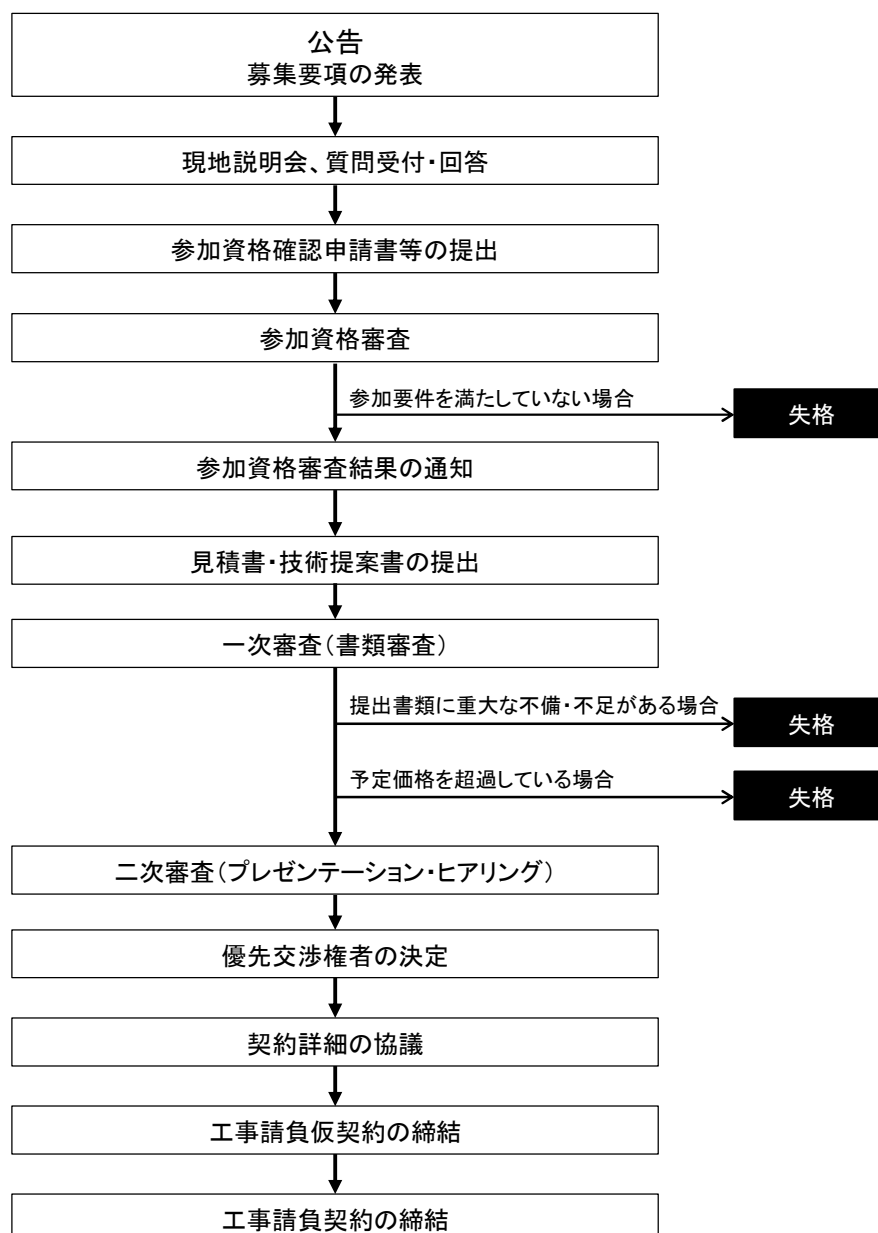 公告
募集要項の発表
現地説明会、質問受付・回答
参加資格確認申請書等の提出
参加資格審査
参加要件を満たしていない場合
失格
参加資格審査結果の通知
見積書・技術提案書の提出
一次審査(書類審査)
提出書類に重大な不備・不足がある場合
失格
予定価格を超過している場合
失格
二次審査(プレゼンテーション・ヒアリング)
優先交渉権者の決定
契約詳細の協議
工事請負仮契約の締結
工事請負契約の締結